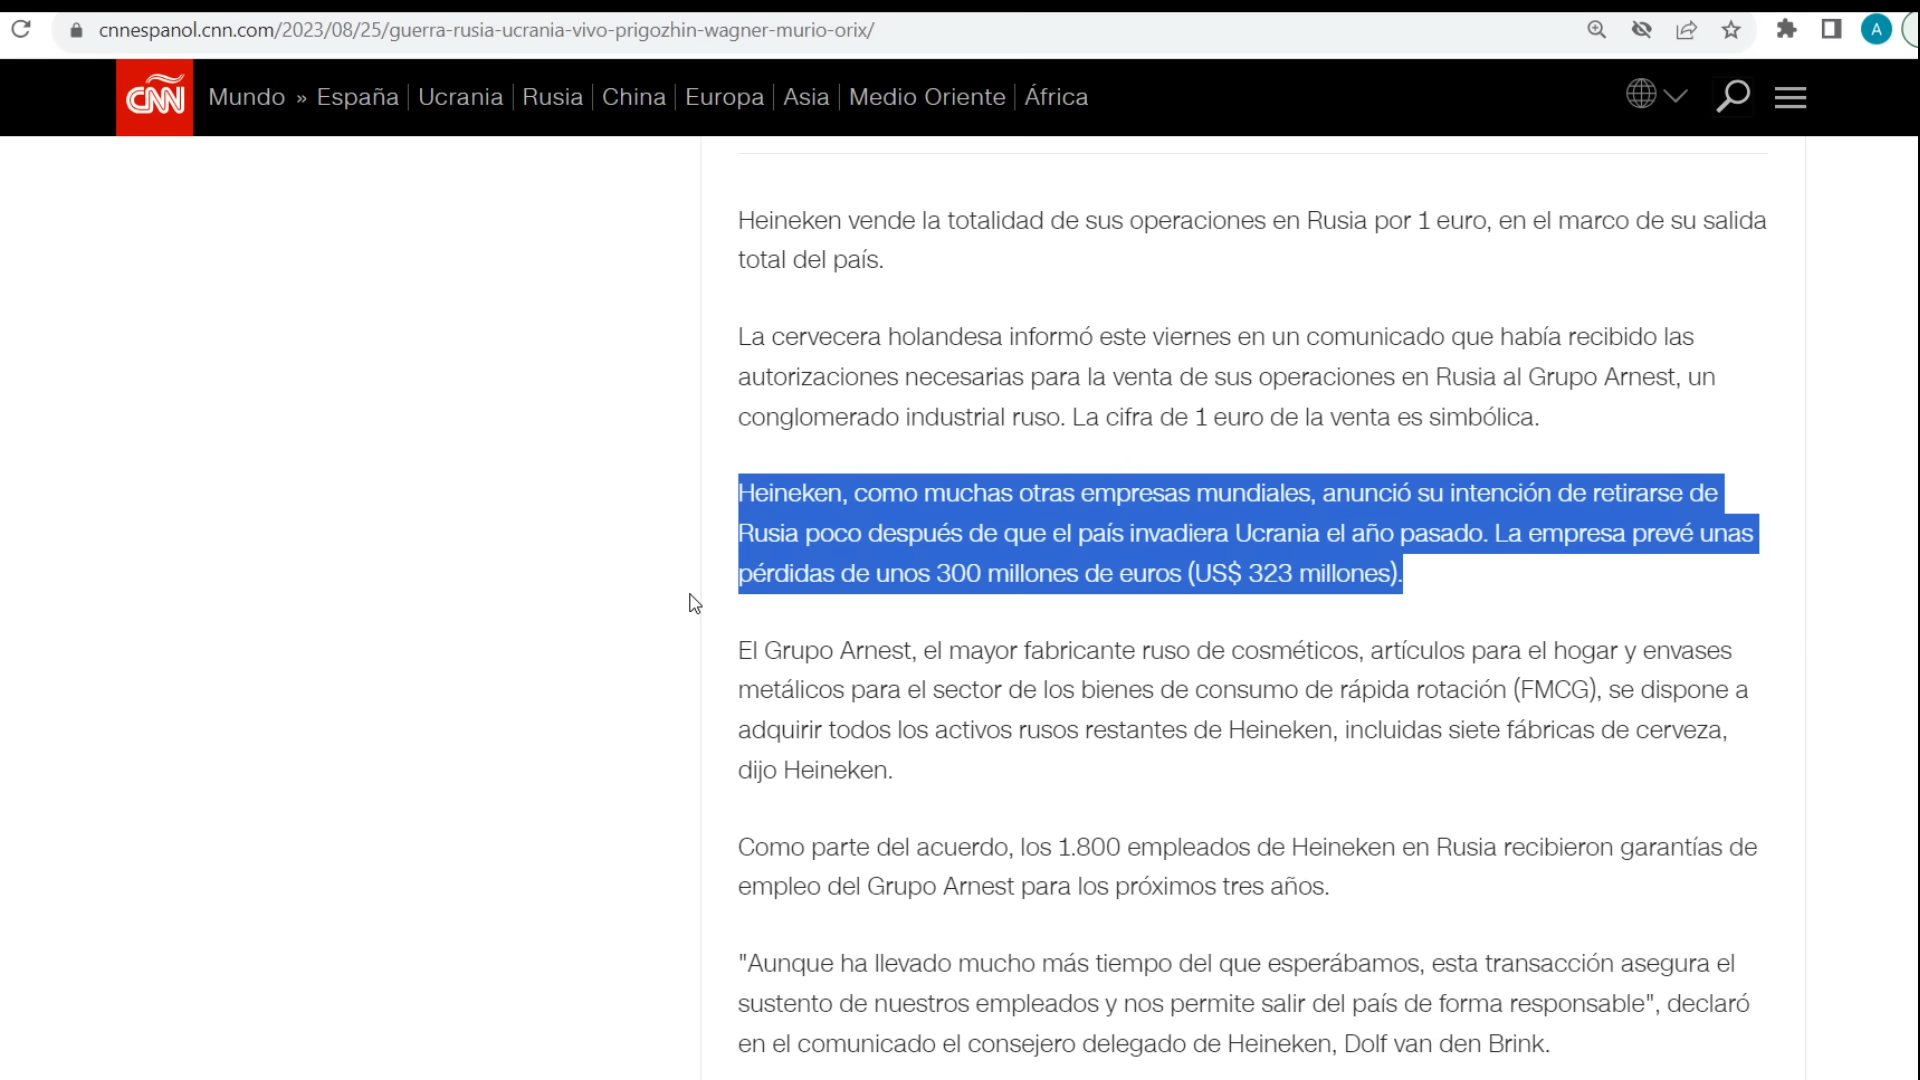 cnnespanol.cnn.com/2023/08/25/guerra-rusia-ucrania-vivo-prigozhin-wagner-murio-orix/
A
CNN Mundo » España | Ucrania | Rusia | China | Europa | Asia | Medio Oriente | África
Heineken vende la totalidad de sus operaciones en Rusia por 1 euro, en el marco de su salida
total del país.
La cervecera holandesa informó este viernes en un comunicado que había recibido las
autorizaciones necesarias para la venta de sus operaciones en Rusia al Grupo Arnest, un
conglomerado industrial ruso. La cifra de 1 euro de la venta es simbólica.
Heineken, como muchas otras empresas mundiales, anunció su intención de retirarse de
Rusia poco después de que el país invadiera Ucrania el año pasado. La empresa prevé unas
pérdidas de unos 300 millones de euros (US$ 323 millones).
El Grupo Arnest, el mayor fabricante ruso de cosméticos, artículos para el hogar y envases
metálicos para el sector de los bienes de consumo de rápida rotación (FMCG), se dispone a
adquirir todos los activos rusos restantes de Heineken, incluidas siete fábricas de cerveza,
dijo Heineken.
Como parte del acuerdo, los 1.800 empleados de Heineken en Rusia recibieron garantías de
empleo del Grupo Arnest para los próximos tres años.
"Aunque ha llevado mucho más tiempo del que esperábamos, esta transacción asegura el
sustento de nuestros empleados y nos permite salir del país de forma responsable", declaró
en el comunicado el consejero delegado de Heineken, Dolf van den Brink.